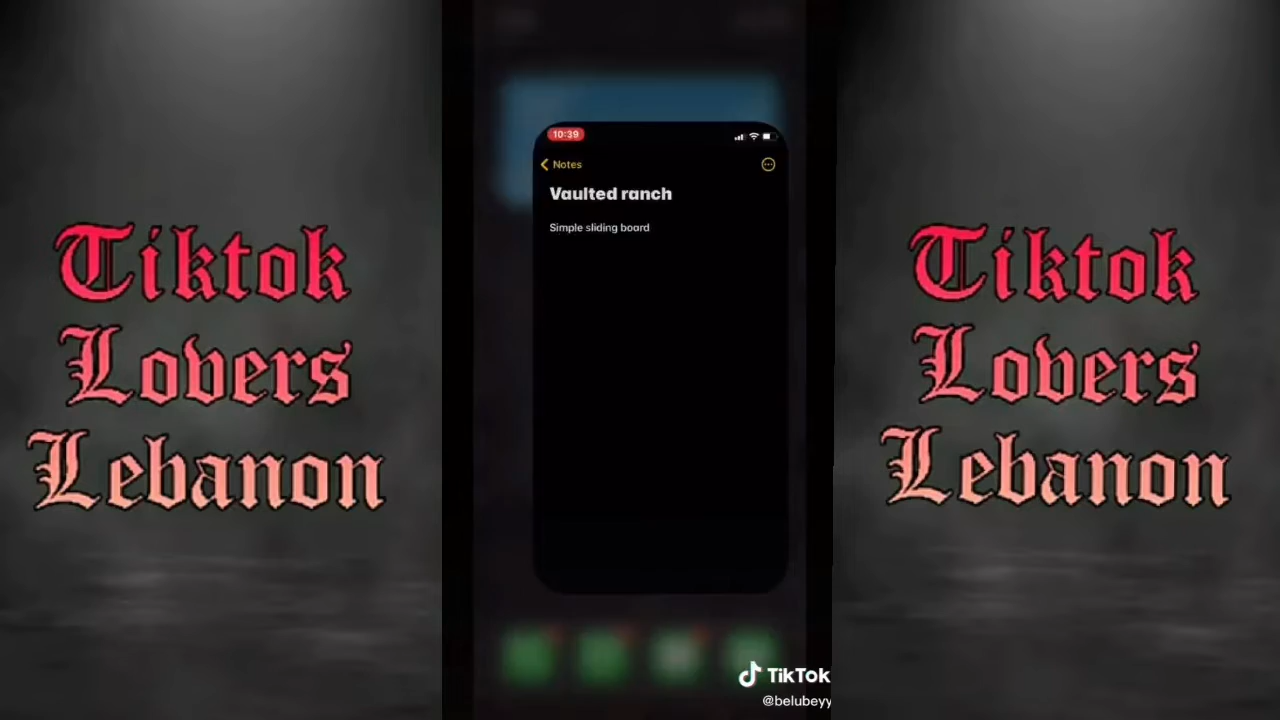 Tiktok
Lovers
Lebanon
10:39
Notes
Vaulted ranch
Simple sliding board
TikTok
@belubeyy
Tiktok
Lovers
Lebanon